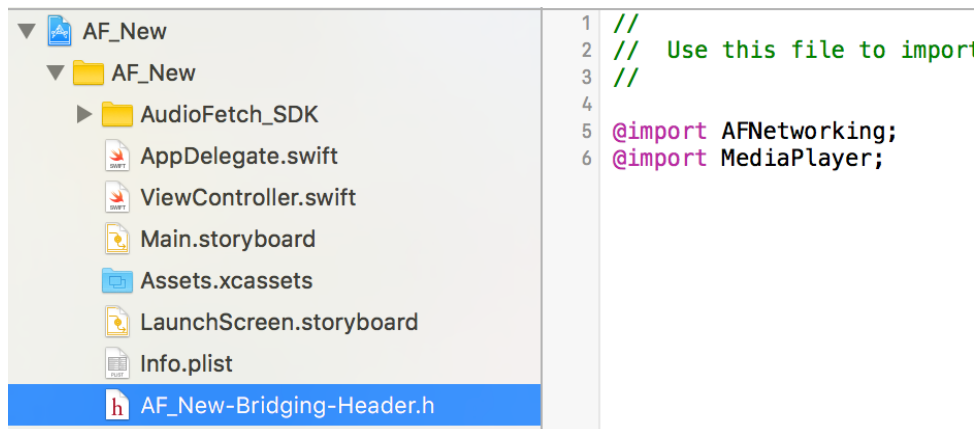 AF_New
AF_New
AudioFetch_SDK
AppDelegate.swift
ViewController.swift
Main.storyboard
Assets.xcassets
LaunchScreen.storyboard
Info.plist
h AF_New-Bridging-Header.h
1 //
2 // Use this file to import
3 //
4
5 @import AFNetworking;
6 @import MediaPlayer;